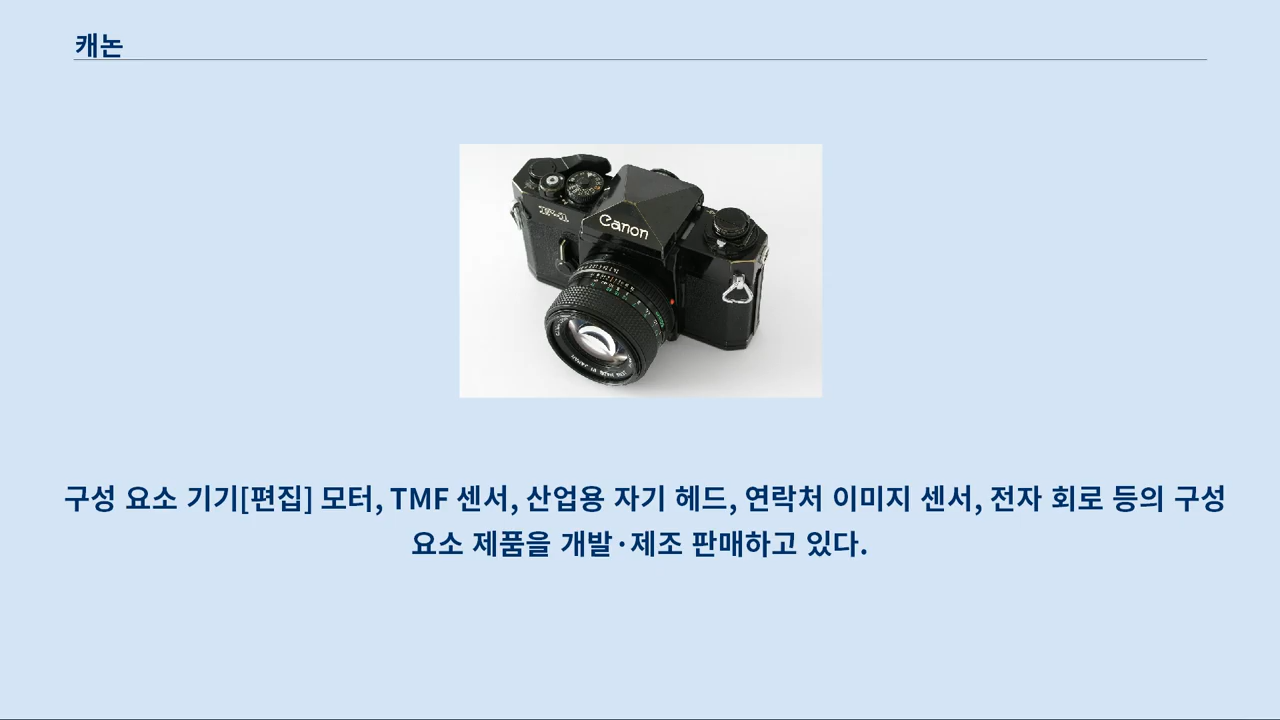 캐논
F-1
Canon
구성 요소 기기[편집] 모터, TMF 센서, 산업용 자기 헤드, 연락처 이미지 센서, 전자 회로 등의 구성
요소 제품을 개발·제조 판매하고 있다.